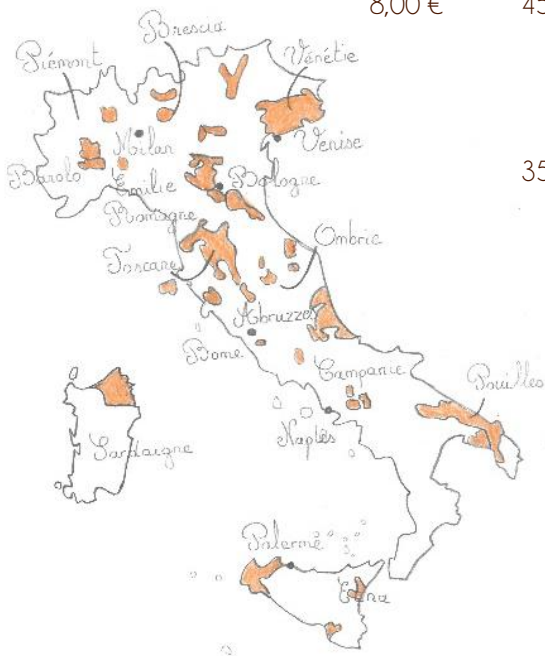 8,00 €
45
Brescia
Piémont
Vénétie
Milan
Venise
Barolo
Emilie
Romagne
Bologne
35
Ombrie
Toscane
Abruzzes
Rome
Campanie
Pouilles
Naples
Sardaigne
Palerme
Etna